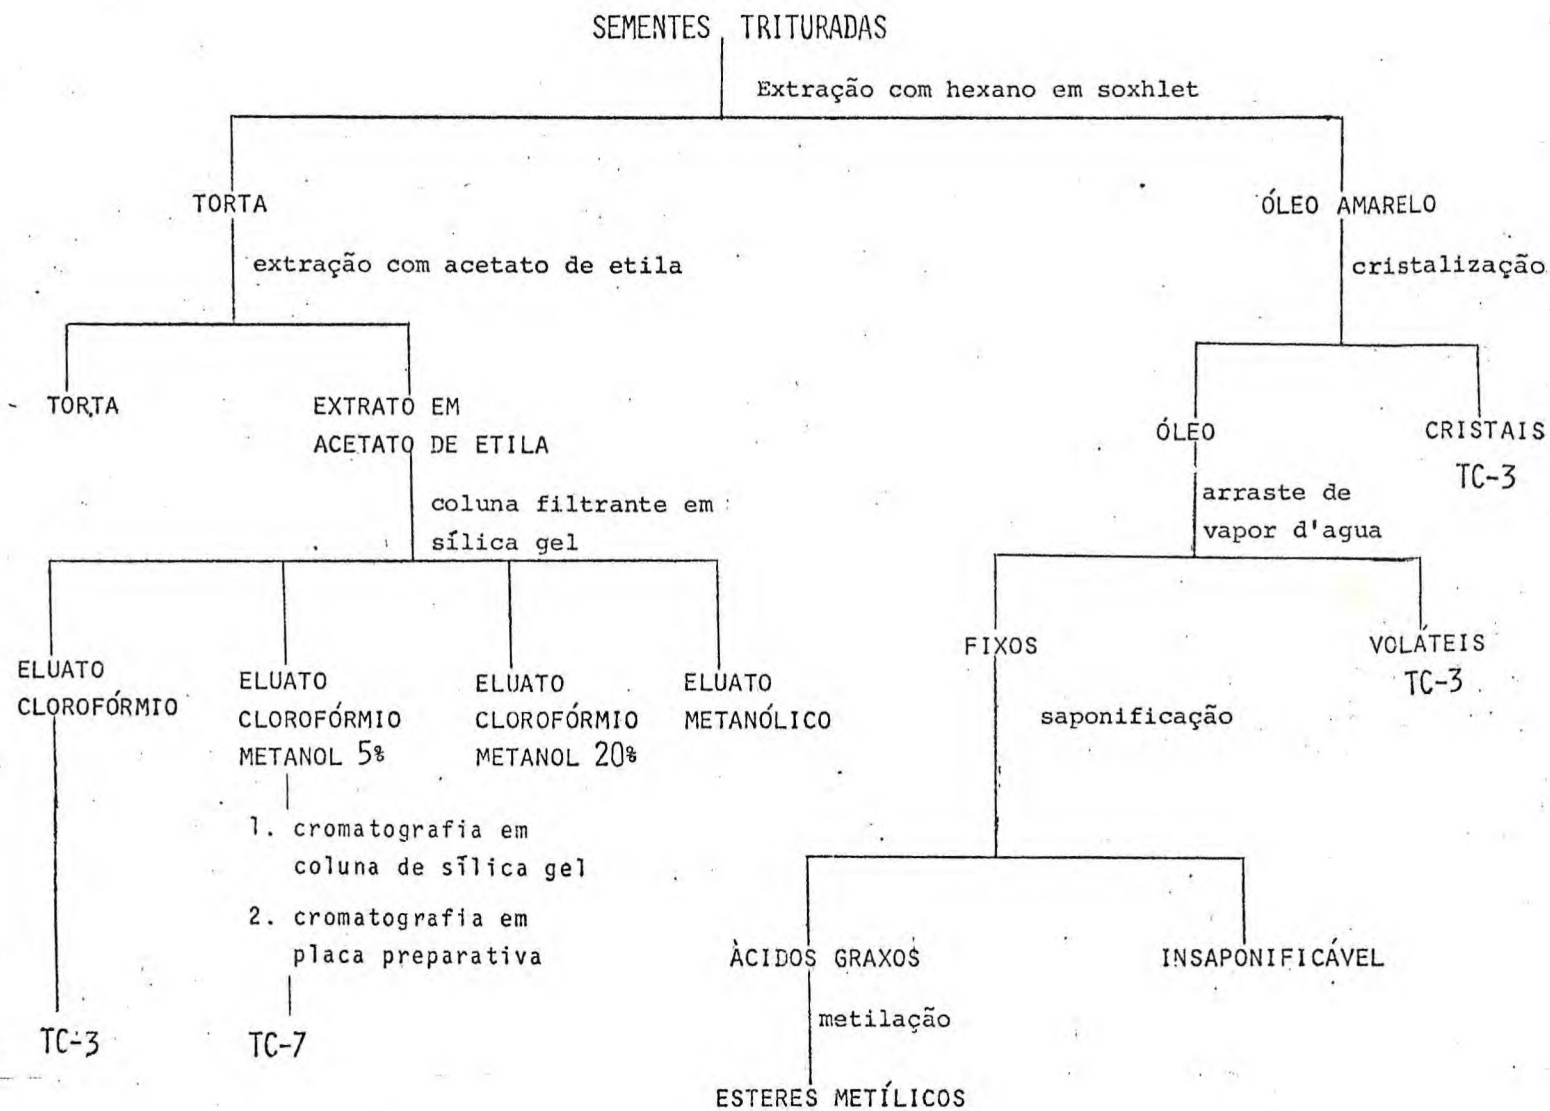 SEMENTES TRITURADAS
Extração com hexano em soxhlet
TORTA
ÓLEO AMARELO
extração com acetato de etila
cristalização
TORTA
EXTRATO EM
ACETATO DE ETILA
ÓLEO
CRISTAIS
TC-3
coluna filtrante em
sílica gel
arraste de
vapor d'agua
ELUATO
CLOROFÓRMIO
ELUATO
CLOROFÓRMIO
METANOL 5%
ELUATO
CLOROFÓRMIO
METANOL 20%
ELUATO
METANÓLICO
FIXOS
VOLÁTEIS
TC-3
saponificação
1. cromatografia em
coluna de sílica gel
2. cromatografia em
placa preparativa
ÀCIDOS GRAXOS
INSAPONIFICÁVEL
TC-3
TC-7
metilação
ESTERES METÍLICOS